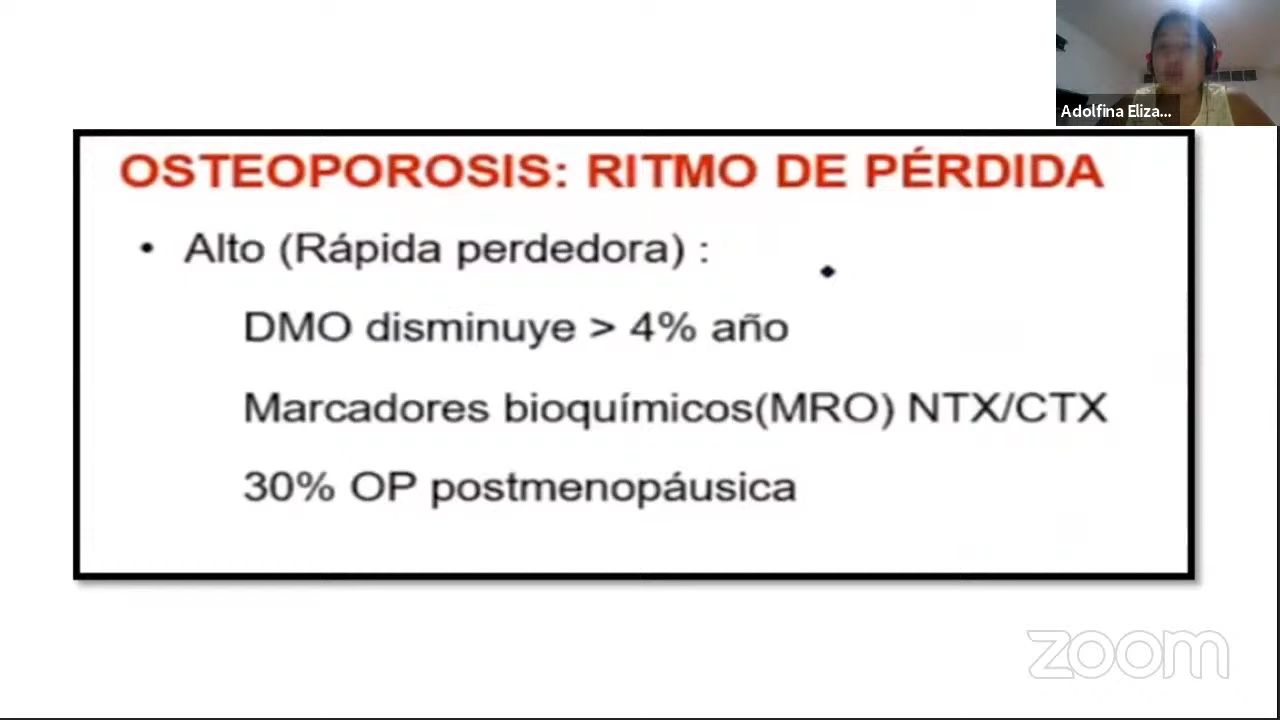 Adolfina Eliza...
OSTEOPOROSIS: RITMO DE PÉRDIDA
• Alto (Rápida perdedora) :
DMO disminuye > 4% año
Marcadores bioquímicos(MRO) NTX/CTX
30% OP postmenopáusica
zoom